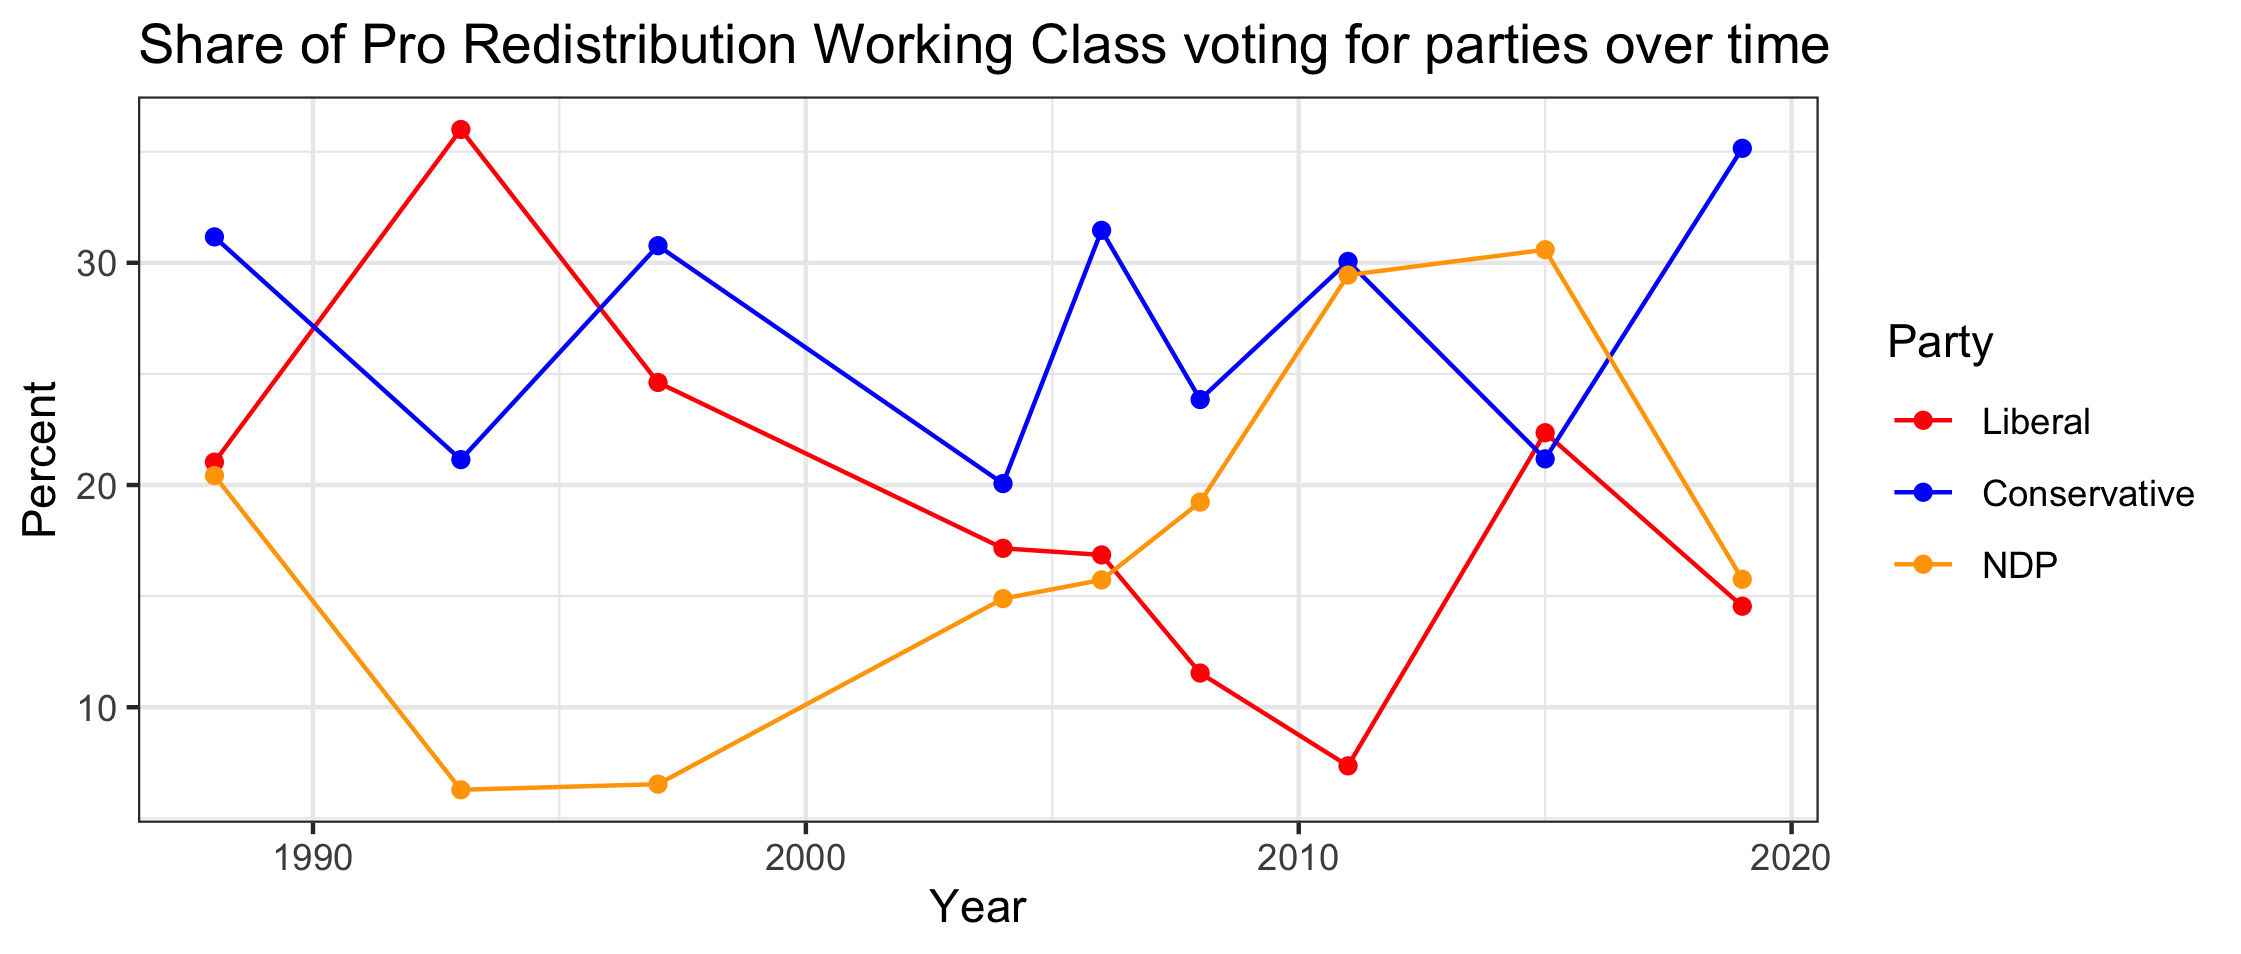 Share of Pro Redistribution Working Class voting for parties over time
Percent
30
20
10
1990 2000 2010 2020
Year
Party
Liberal
Conservative
NDP